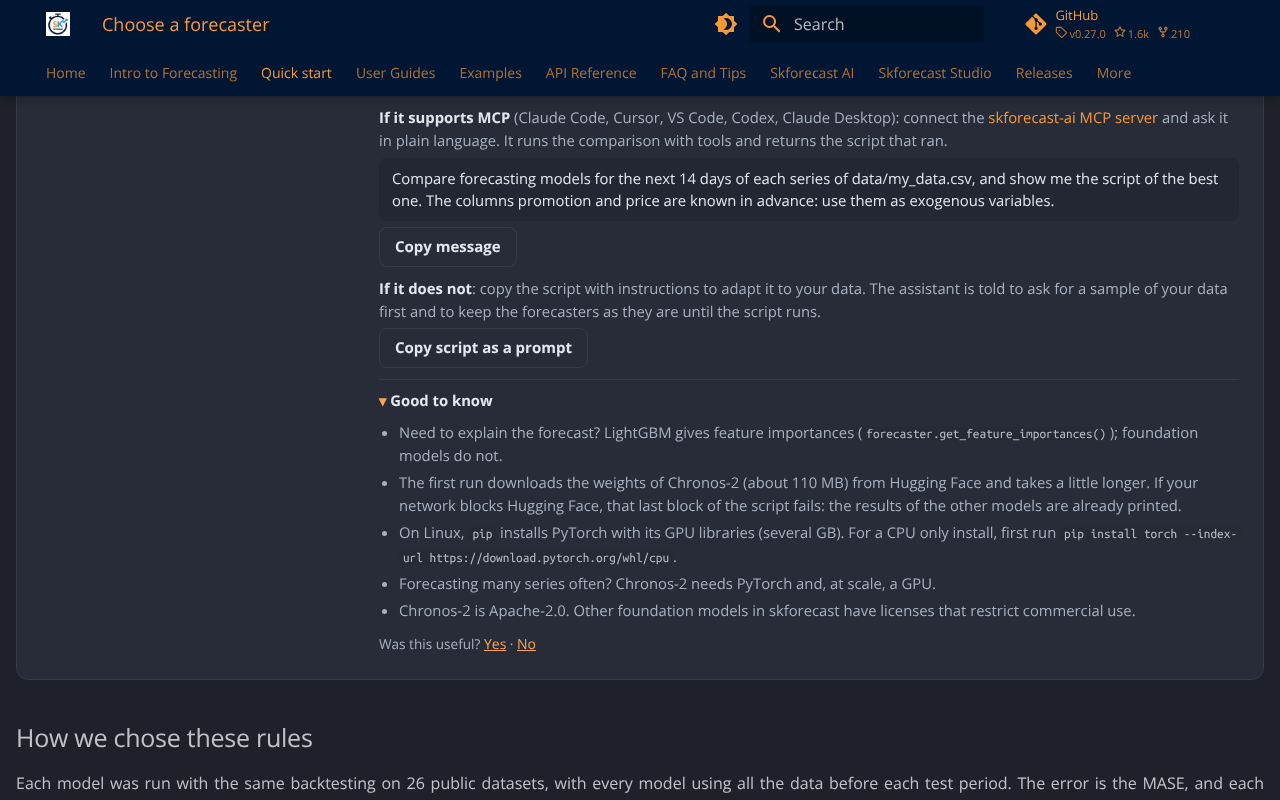 Choose a forecaster
Search
GitHub
v0.27.0 1.6k 210
Home Intro to Forecasting Quick start User Guides Examples API Reference FAQ and Tips Skforecast AI Skforecast Studio Releases More
If it supports MCP (Claude Code, Cursor, VS Code, Codex, Claude Desktop): connect the skforecast-ai MCP server and ask it
in plain language. It runs the comparison with tools and returns the script that ran.
Compare forecasting models for the next 14 days of each series of data/my_data.csv, and show me the script of the best
one. The columns promotion and price are known in advance: use them as exogenous variables.
Copy message
If it does not: copy the script with instructions to adapt it to your data. The assistant is told to ask for a sample of your data
first and to keep the forecasters as they are until the script runs.
Copy script as a prompt
▾ Good to know
• Need to explain the forecast? LightGBM gives feature importances ( forecaster.get_feature_importances() ); foundation
models do not.
• The first run downloads the weights of Chronos-2 (about 110 MB) from Hugging Face and takes a little longer. If your
network blocks Hugging Face, that last block of the script fails: the results of the other models are already printed.
• On Linux, pip installs PyTorch with its GPU libraries (several GB). For a CPU only install, first run pip install torch --index-
url https://download.pytorch.org/whl/cpu .
• Forecasting many series often? Chronos-2 needs PyTorch and, at scale, a GPU.
• Chronos-2 is Apache-2.0. Other foundation models in skforecast have licenses that restrict commercial use.
Was this useful? Yes · No
How we chose these rules
Each model was run with the same backtesting on 26 public datasets, with every model using all the data before each test period. The error is the MASE, and each